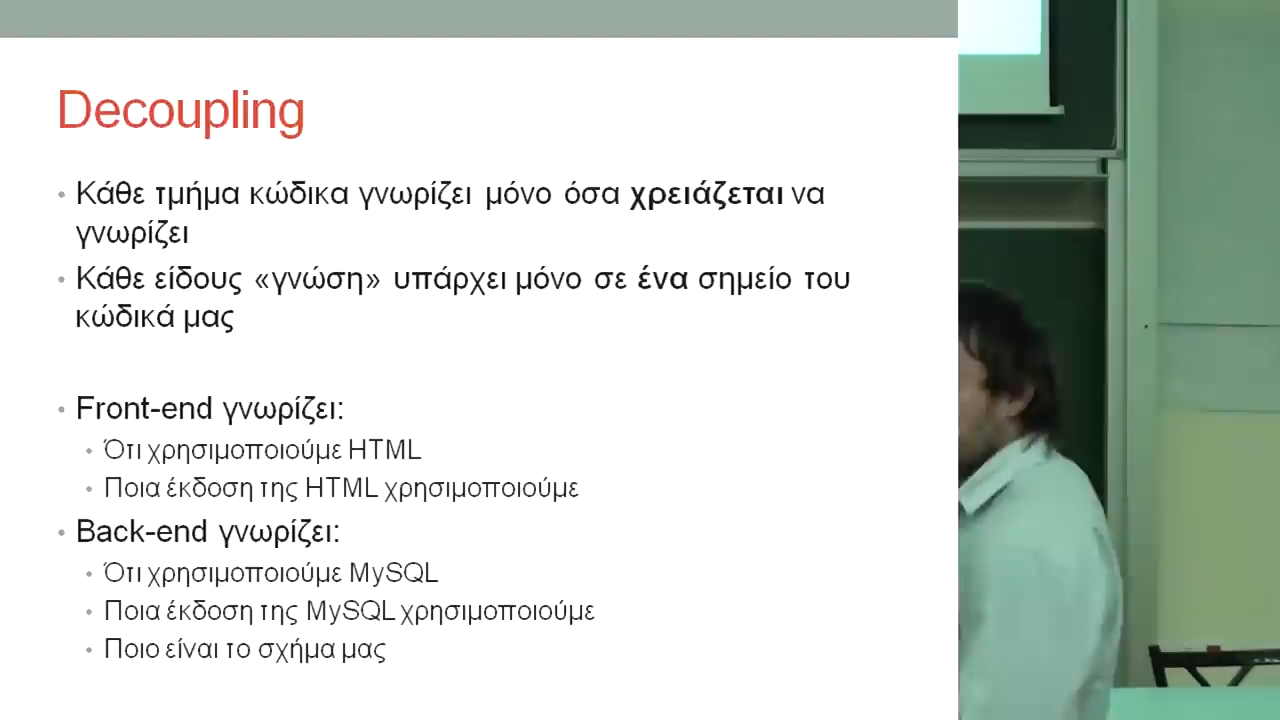 Decoupling
• Κάθε τμήμα κώδικα γνωρίζει μόνο όσα χρειάζεται να
γνωρίζει
• Κάθε είδους «γνώση» υπάρχει μόνο σε ένα σημείο του
κώδικά μας
• Front-end γνωρίζει:
• Ότι χρησιμοποιούμε HTML
• Ποια έκδοση της HTML χρησιμοποιούμε
• Back-end γνωρίζει:
• Ότι χρησιμοποιούμε MySQL
• Ποια έκδοση της MySQL χρησιμοποιούμε
• Ποιο είναι το σχήμα μας